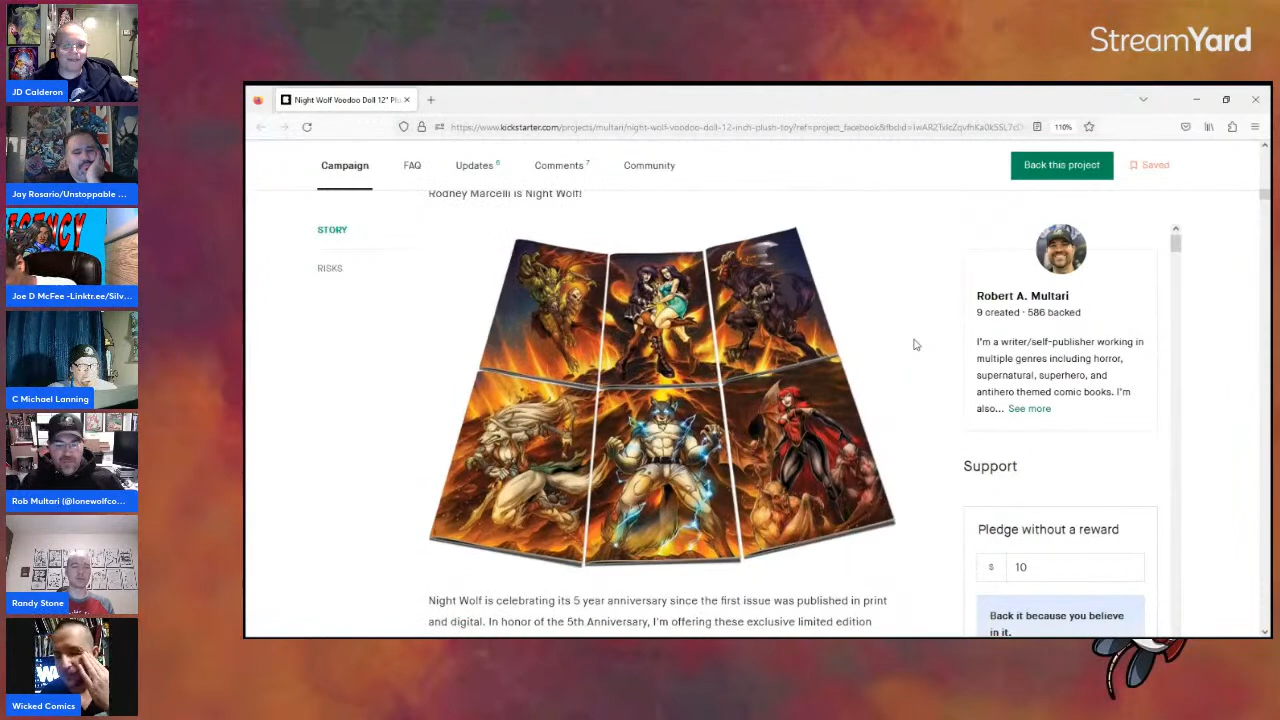 StreamYard
JD Calderon
Jay Rosario/Unstoppable ...
Joe D McFee -Linktr.ee/Silv...
C Michael Lanning
Rob Multari (@lonewolfco...
Randy Stone
Wicked Comics
Night Wolf Voodoo Doll 12" Plu
110%
Campaign
FAQ
Updates 6
Comments 7
Community
Back this project
Saved
Rodney Marcelli is Night Wolf!
STORY
RISKS
Robert A. Multari
9 created · 586 backed
I'm a writer/self-publisher working in
multiple genres including horror,
supernatural, superhero, and
antihero themed comic books. I'm
also... See more
Support
Pledge without a reward
$ 10
Back it because you believe
in it.
Night Wolf is celebrating its 5 year anniversary since the first issue was published in print
and digital. In honor of the 5th Anniversary, I'm offering these exclusive limited edition